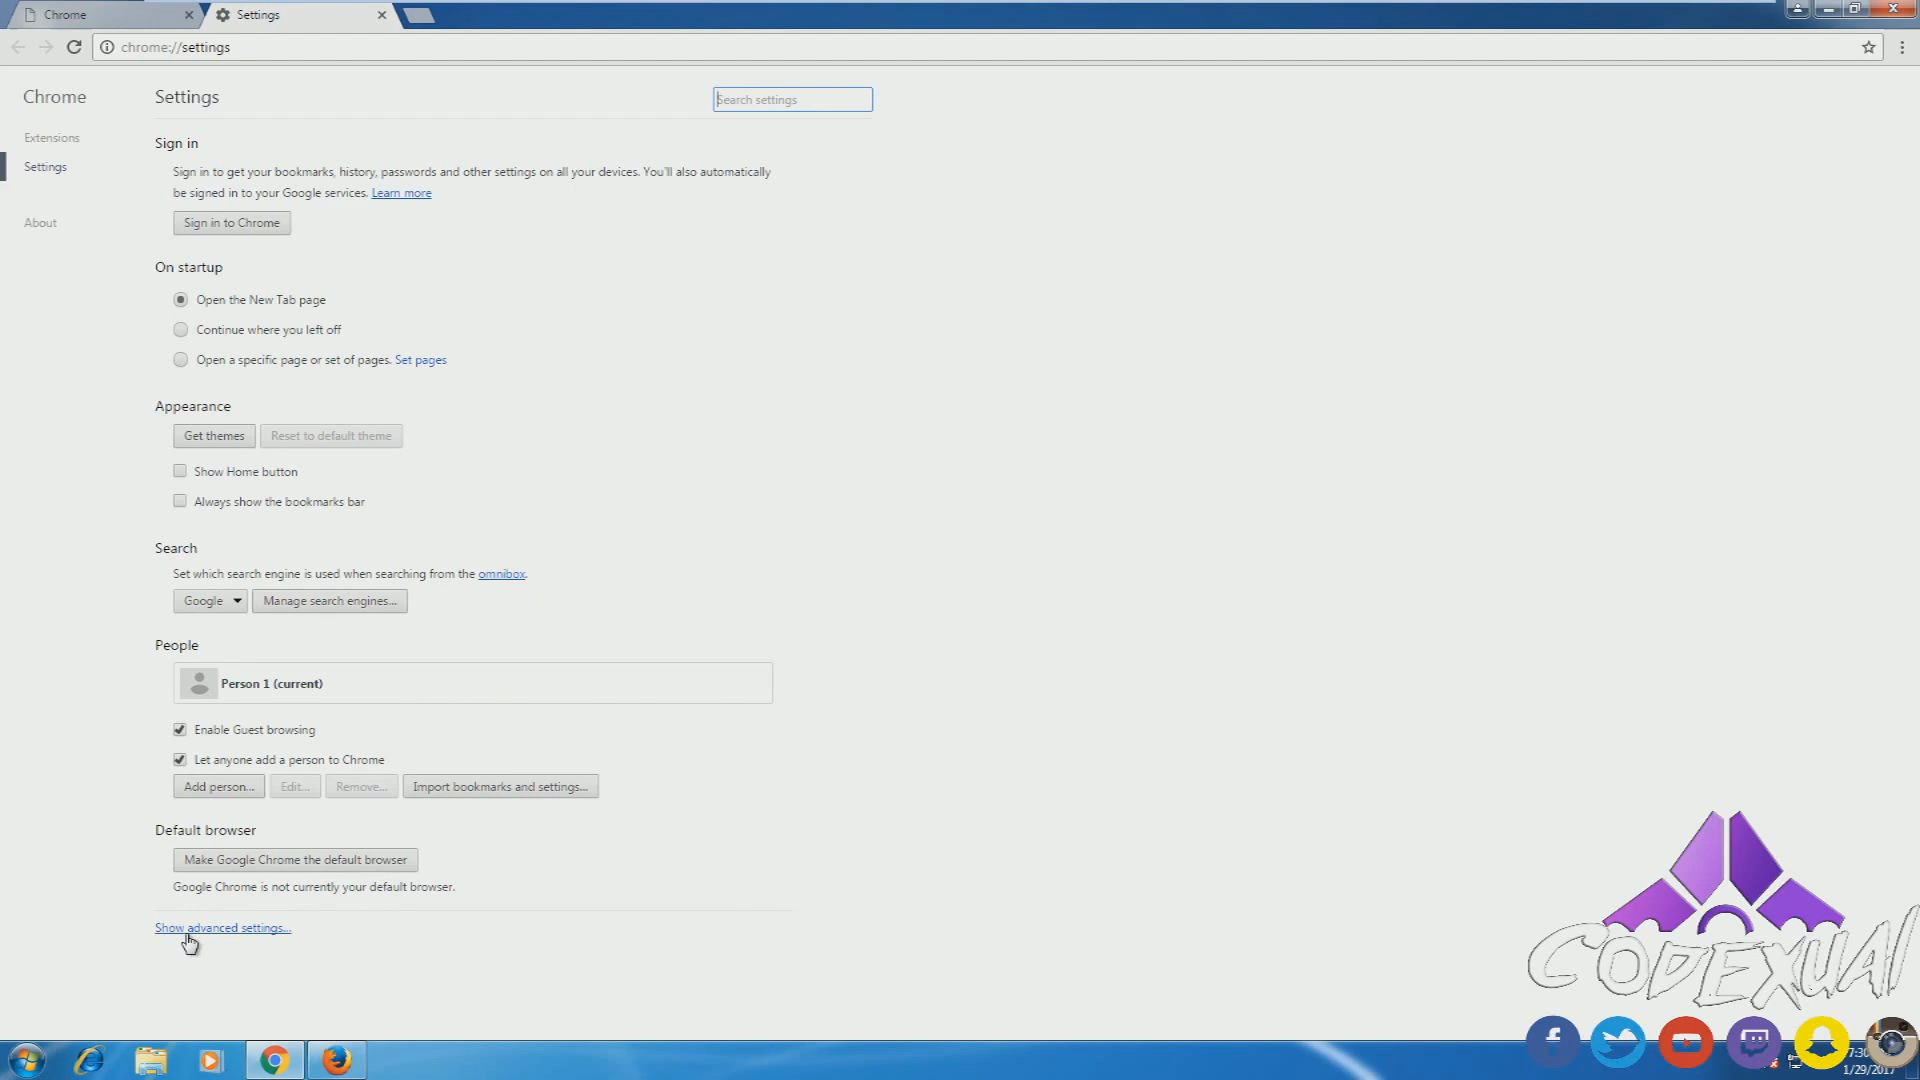 Chrome
Settings
chrome://settings
Chrome
Settings
Search settings
Extensions
Settings
About
Sign in
Sign in to get your bookmarks, history, passwords and other settings on all your devices. You'll also automatically
be signed in to your Google services. Learn more
Sign in to Chrome
On startup
Open the New Tab page
Continue where you left off
Open a specific page or set of pages. Set pages
Appearance
Get themes
Reset to default theme
Show Home button
Always show the bookmarks bar
Search
Set which search engine is used when searching from the omnibox.
Google
Manage search engines...
People
Person 1 (current)
Enable Guest browsing
Let anyone add a person to Chrome
Add person...
Edit...
Remove...
Import bookmarks and settings...
Default browser
Make Google Chrome the default browser
Google Chrome is not currently your default browser.
Show advanced settings...
CODEXUAL
1/29/2017